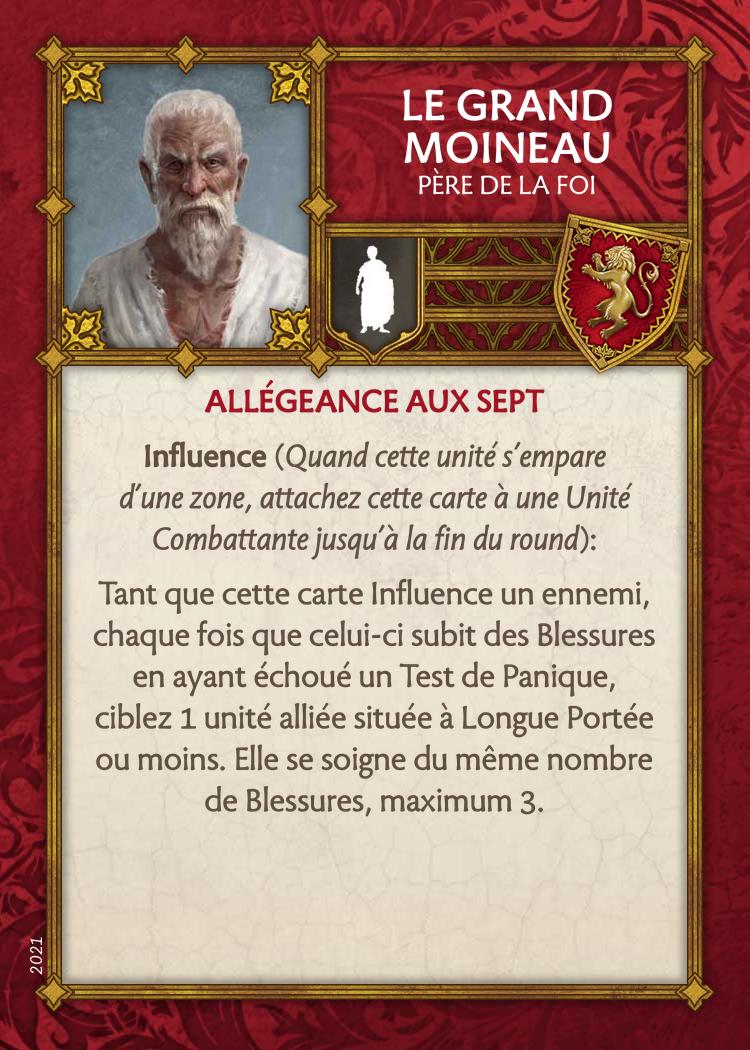 LE GRAND
MOINEAU
PÈRE DE LA FOI
ALLÉGEANCE AUX SEPT
Influence (Quand cette unité s'empare
d'une zone, attachez cette carte à une Unité
Combattante jusqu'à la fin du round):
Tant que cette carte Influence un ennemi,
chaque fois que celui-ci subit des Blessures
en ayant échoué un Test de Panique,
ciblez 1 unité alliée située à Longue Portée
ou moins. Elle se soigne du même nombre
de Blessures, maximum 3.
2021